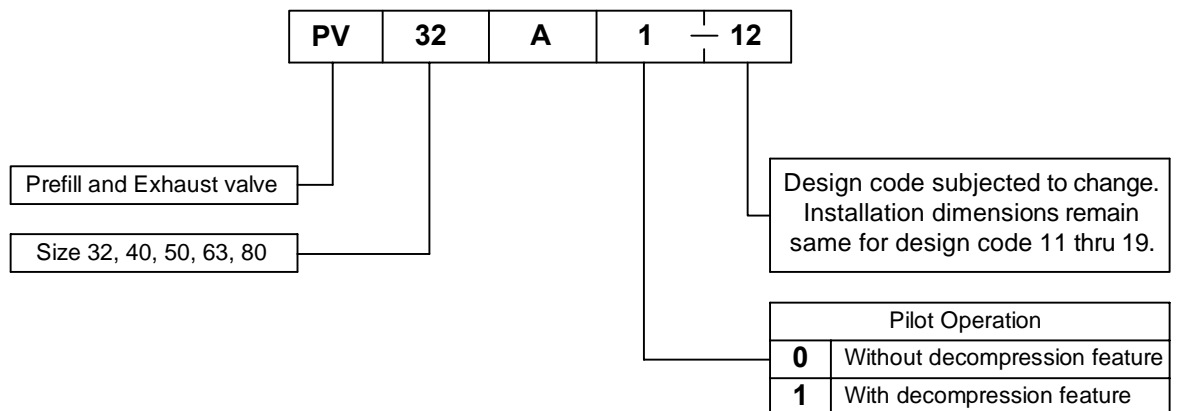 PV 32 A 1 — 12
Prefill and Exhaust valve
Size 32, 40, 50, 63, 80
Design code subjected to change.
Installation dimensions remain
same for design code 11 thru 19.
Pilot Operation
0 Without decompression feature
1 With decompression feature